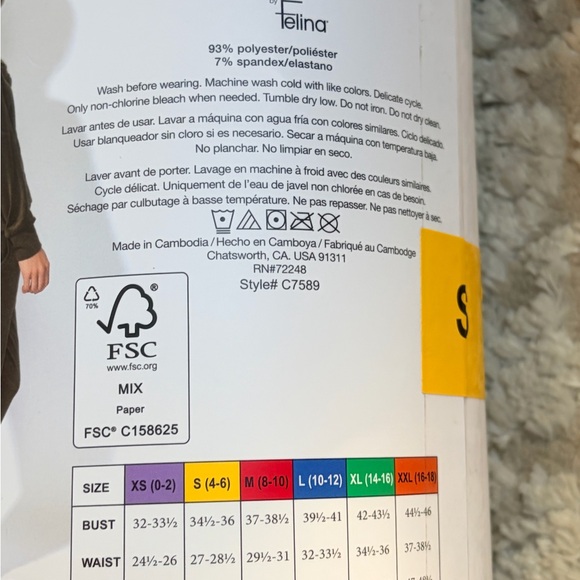 by
Felina
93% polyester/poliéster
7% spandex/elastano
Wash before wearing. Machine wash cold with like colors. Delicate cycle.
Only non-chlorine bleach when needed. Tumble dry low. Do not iron. Do not dry clean.
Lavar antes de usar. Lavar a máquina con agua fría con colores similares. Ciclo delicado.
Usar blanqueador sin cloro si es necesario. Secar a máquina con temperatura baja.
No planchar. No limpiar en seco.
Laver avant de porter. Lavage en machine à froid avec des couleurs similaires.
Cycle délicat. Uniquement de l'eau de javel non chlorée en cas de besoin.
Séchage par culbutage à basse température. Ne pas repasser. Ne pas nettoyer à sec.
Made in Cambodia/Hecho en Camboya/Fabriqué au Cambodge
Chatsworth, CA. USA 91311
RN#72248
Style# C7589
S
70%
®
FSC
www.fsc.org
MIX
Paper
FSC® C158625
SIZE XS (0-2) S (4-6) M (8-10) L (10-12) XL (14-16) XXL (16-18)
BUST 32-33½ 34½-36 37-38½ 39½-41 42-43½ 44½-46
WAIST 24½-26 27-28½ 29½-31 32-33½ 34½-36 37-38½